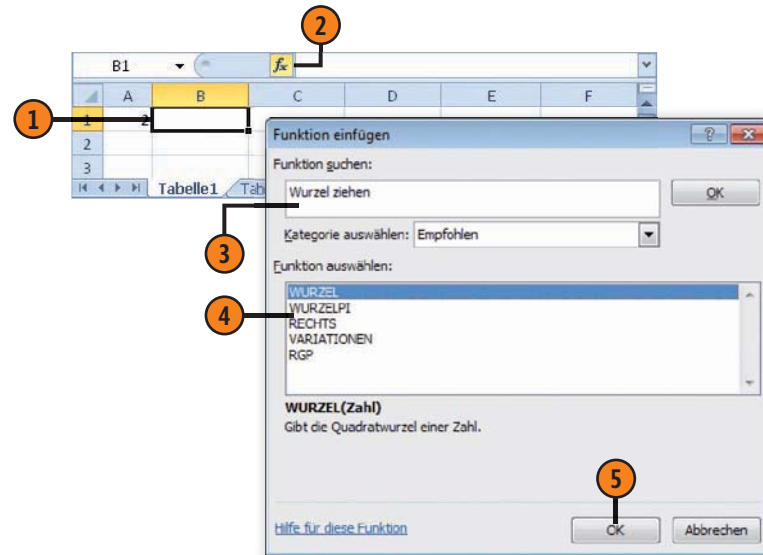 2
B1
fx
A B C D E F
1
1 2
2
3
Tabelle1 Tab
Funktion einfügen
Funktion suchen:
Wurzel ziehen
OK
3
Kategorie auswählen: Empfohlen
Funktion auswählen:
4
WURZEL
WURZELPI
RECHTS
VARIATIONEN
RGP
WURZEL(Zahl)
Gibt die Quadratwurzel einer Zahl.
5
Hilfe für diese Funktion
OK
Abbrechen